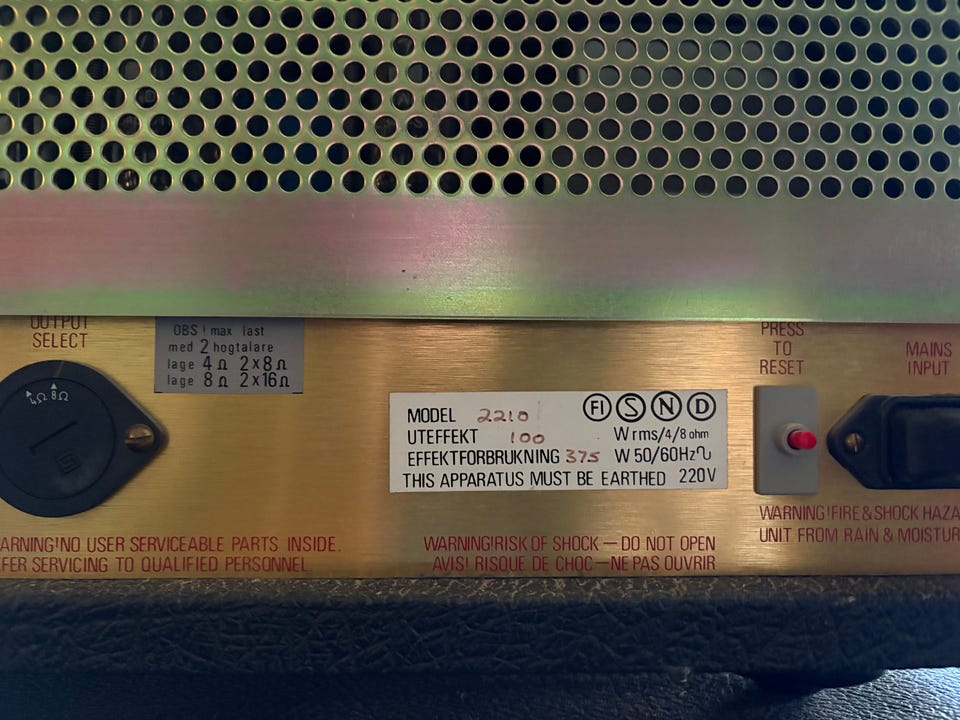 OUTPUT
SELECT
4Ω 8Ω
OBS! max last
med 2 hogtalare
lage 4Ω 2x8Ω
lage 8Ω 2x16Ω
MODEL 2210
FI S N D
UTEFFEKT 100 W rms/4/8 ohm
EFFEKTFORBRUKNING 375 W 50/60Hz∿
THIS APPARATUS MUST BE EARTHED 220V
PRESS
TO
RESET
MAINS
INPUT
ARNING!NO USER SERVICEABLE PARTS INSIDE.
EFER SERVICING TO QUALIFIED PERSONNEL.
WARNING!RISK OF SHOCK — DO NOT OPEN
AVIS! RISQUE DE CHOC — NE PAS OUVRIR
WARNING!FIRE & SHOCK HAZA
UNIT FROM RAIN & MOISTUR